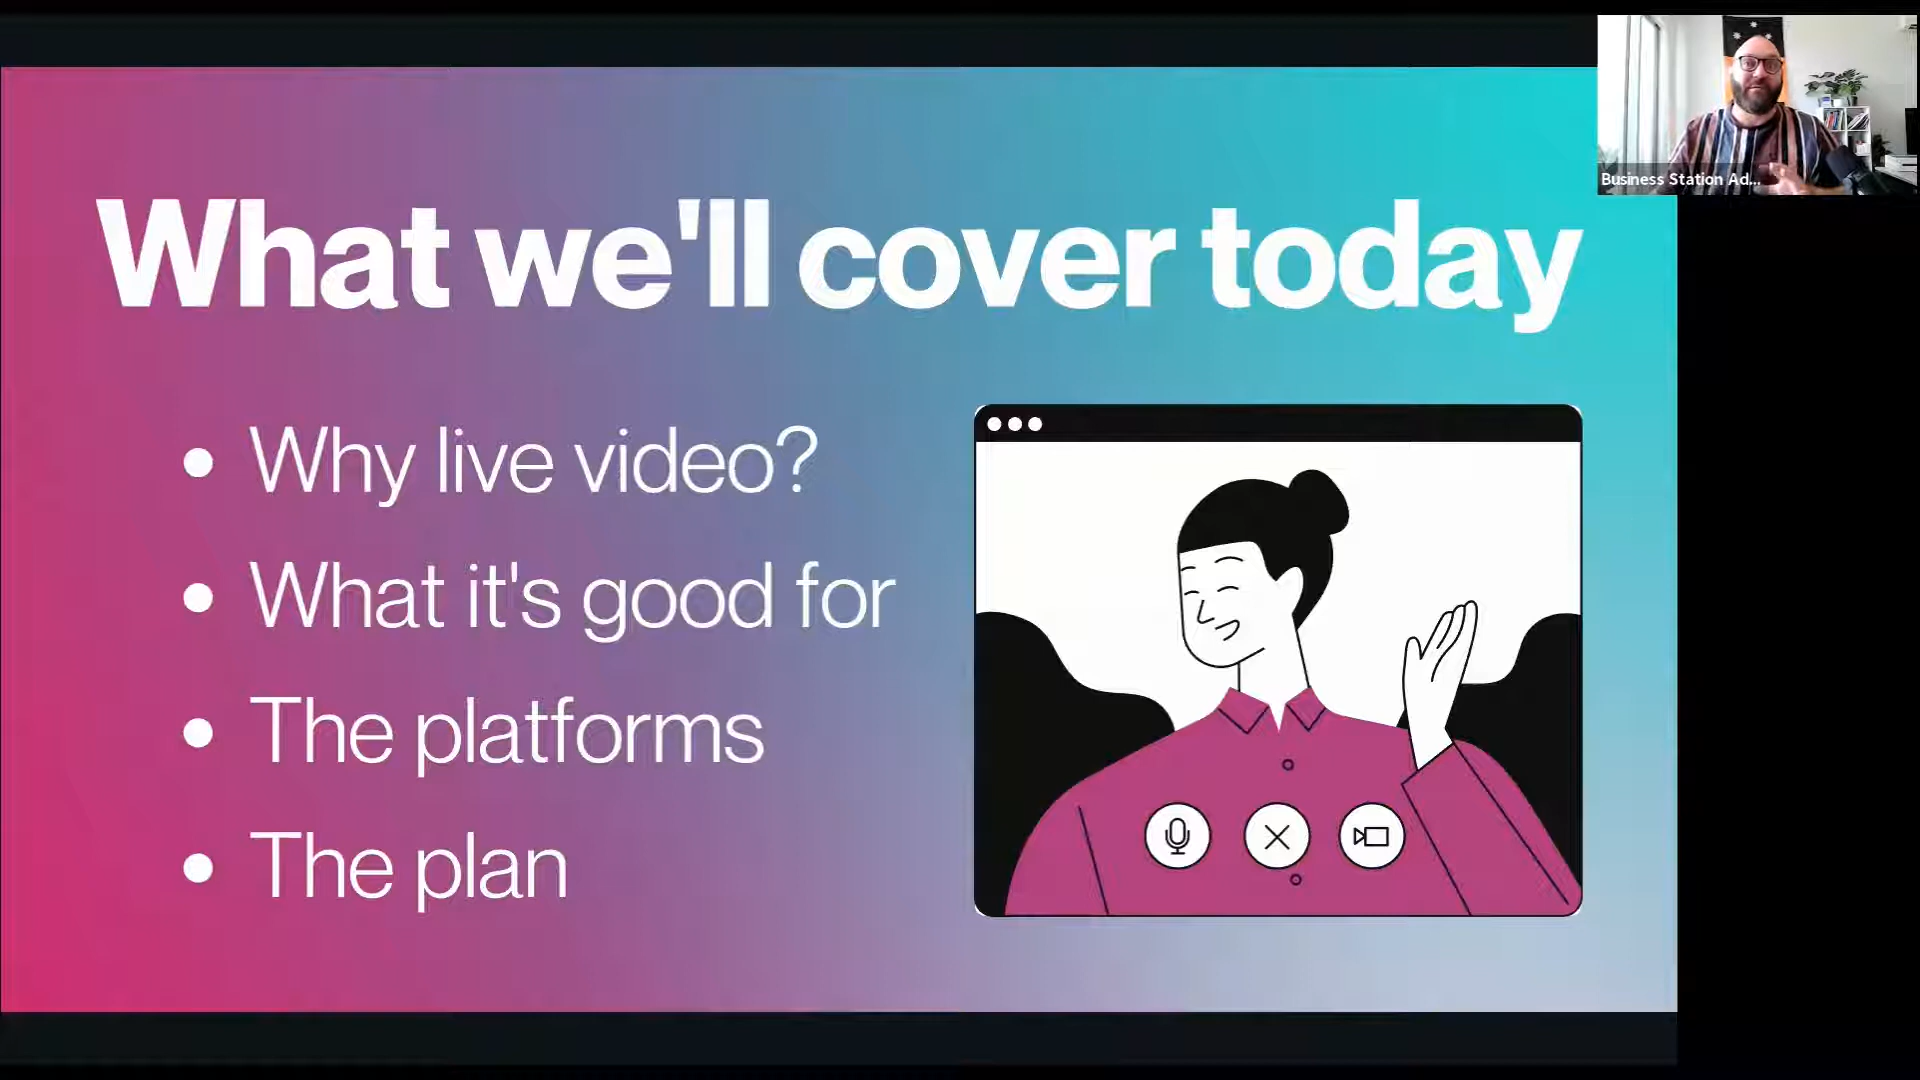 What we'll cover today
Why live video?
What it's good for
The platforms
The plan
Business Station Ad...